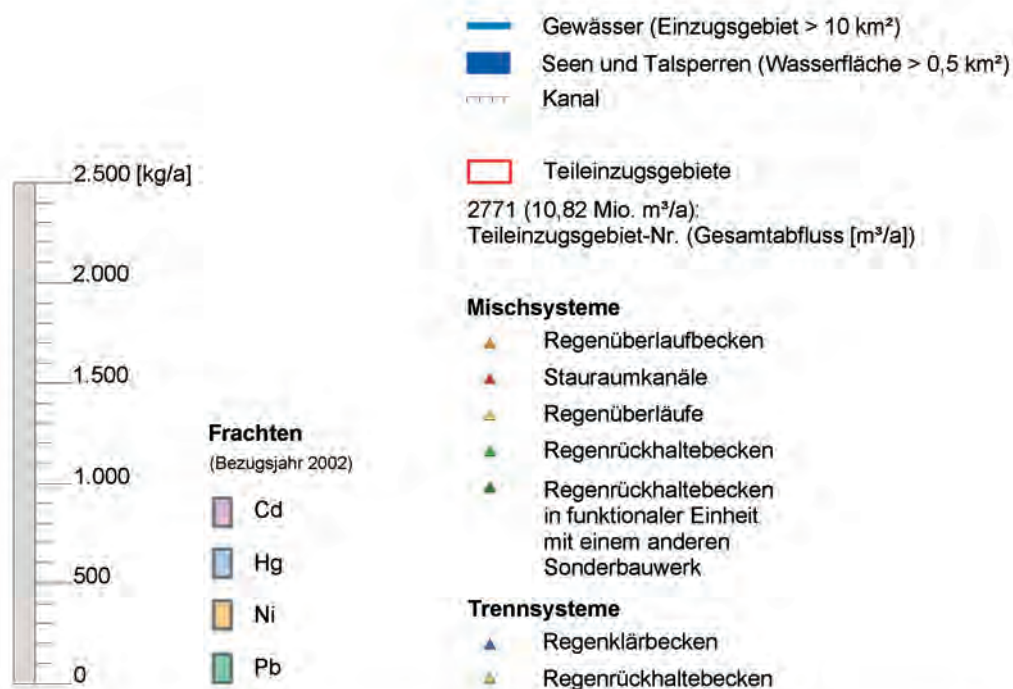 Gewässer (Einzugsgebiet > 10 km²)
Seen und Talsperren (Wasserfläche > 0,5 km²)
Kanal
Teileinzugsgebiete
2771 (10,82 Mio. m³/a):
Teileinzugsgebiet-Nr. (Gesamtabfluss [m³/a])
2.500 [kg/a]
2.000
1.500
1.000
500
0
Frachten
(Bezugsjahr 2002)
Cd
Hg
Ni
Pb
Mischsysteme
Regenüberlaufbecken
Stauraumkanäle
Regenüberläufe
Regenrückhaltebecken
Regenrückhaltebecken
in funktionaler Einheit
mit einem anderen
Sonderbauwerk
Trennsysteme
Regenklärbecken
Regenrückhaltebecken